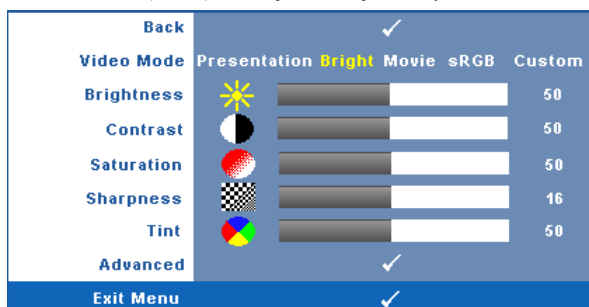 Back
Video Mode Presentation Bright Movie sRGB Custom
Brightness 50
Contrast 50
Saturation 50
Sharpness 16
Tint 50
Advanced
Exit Menu